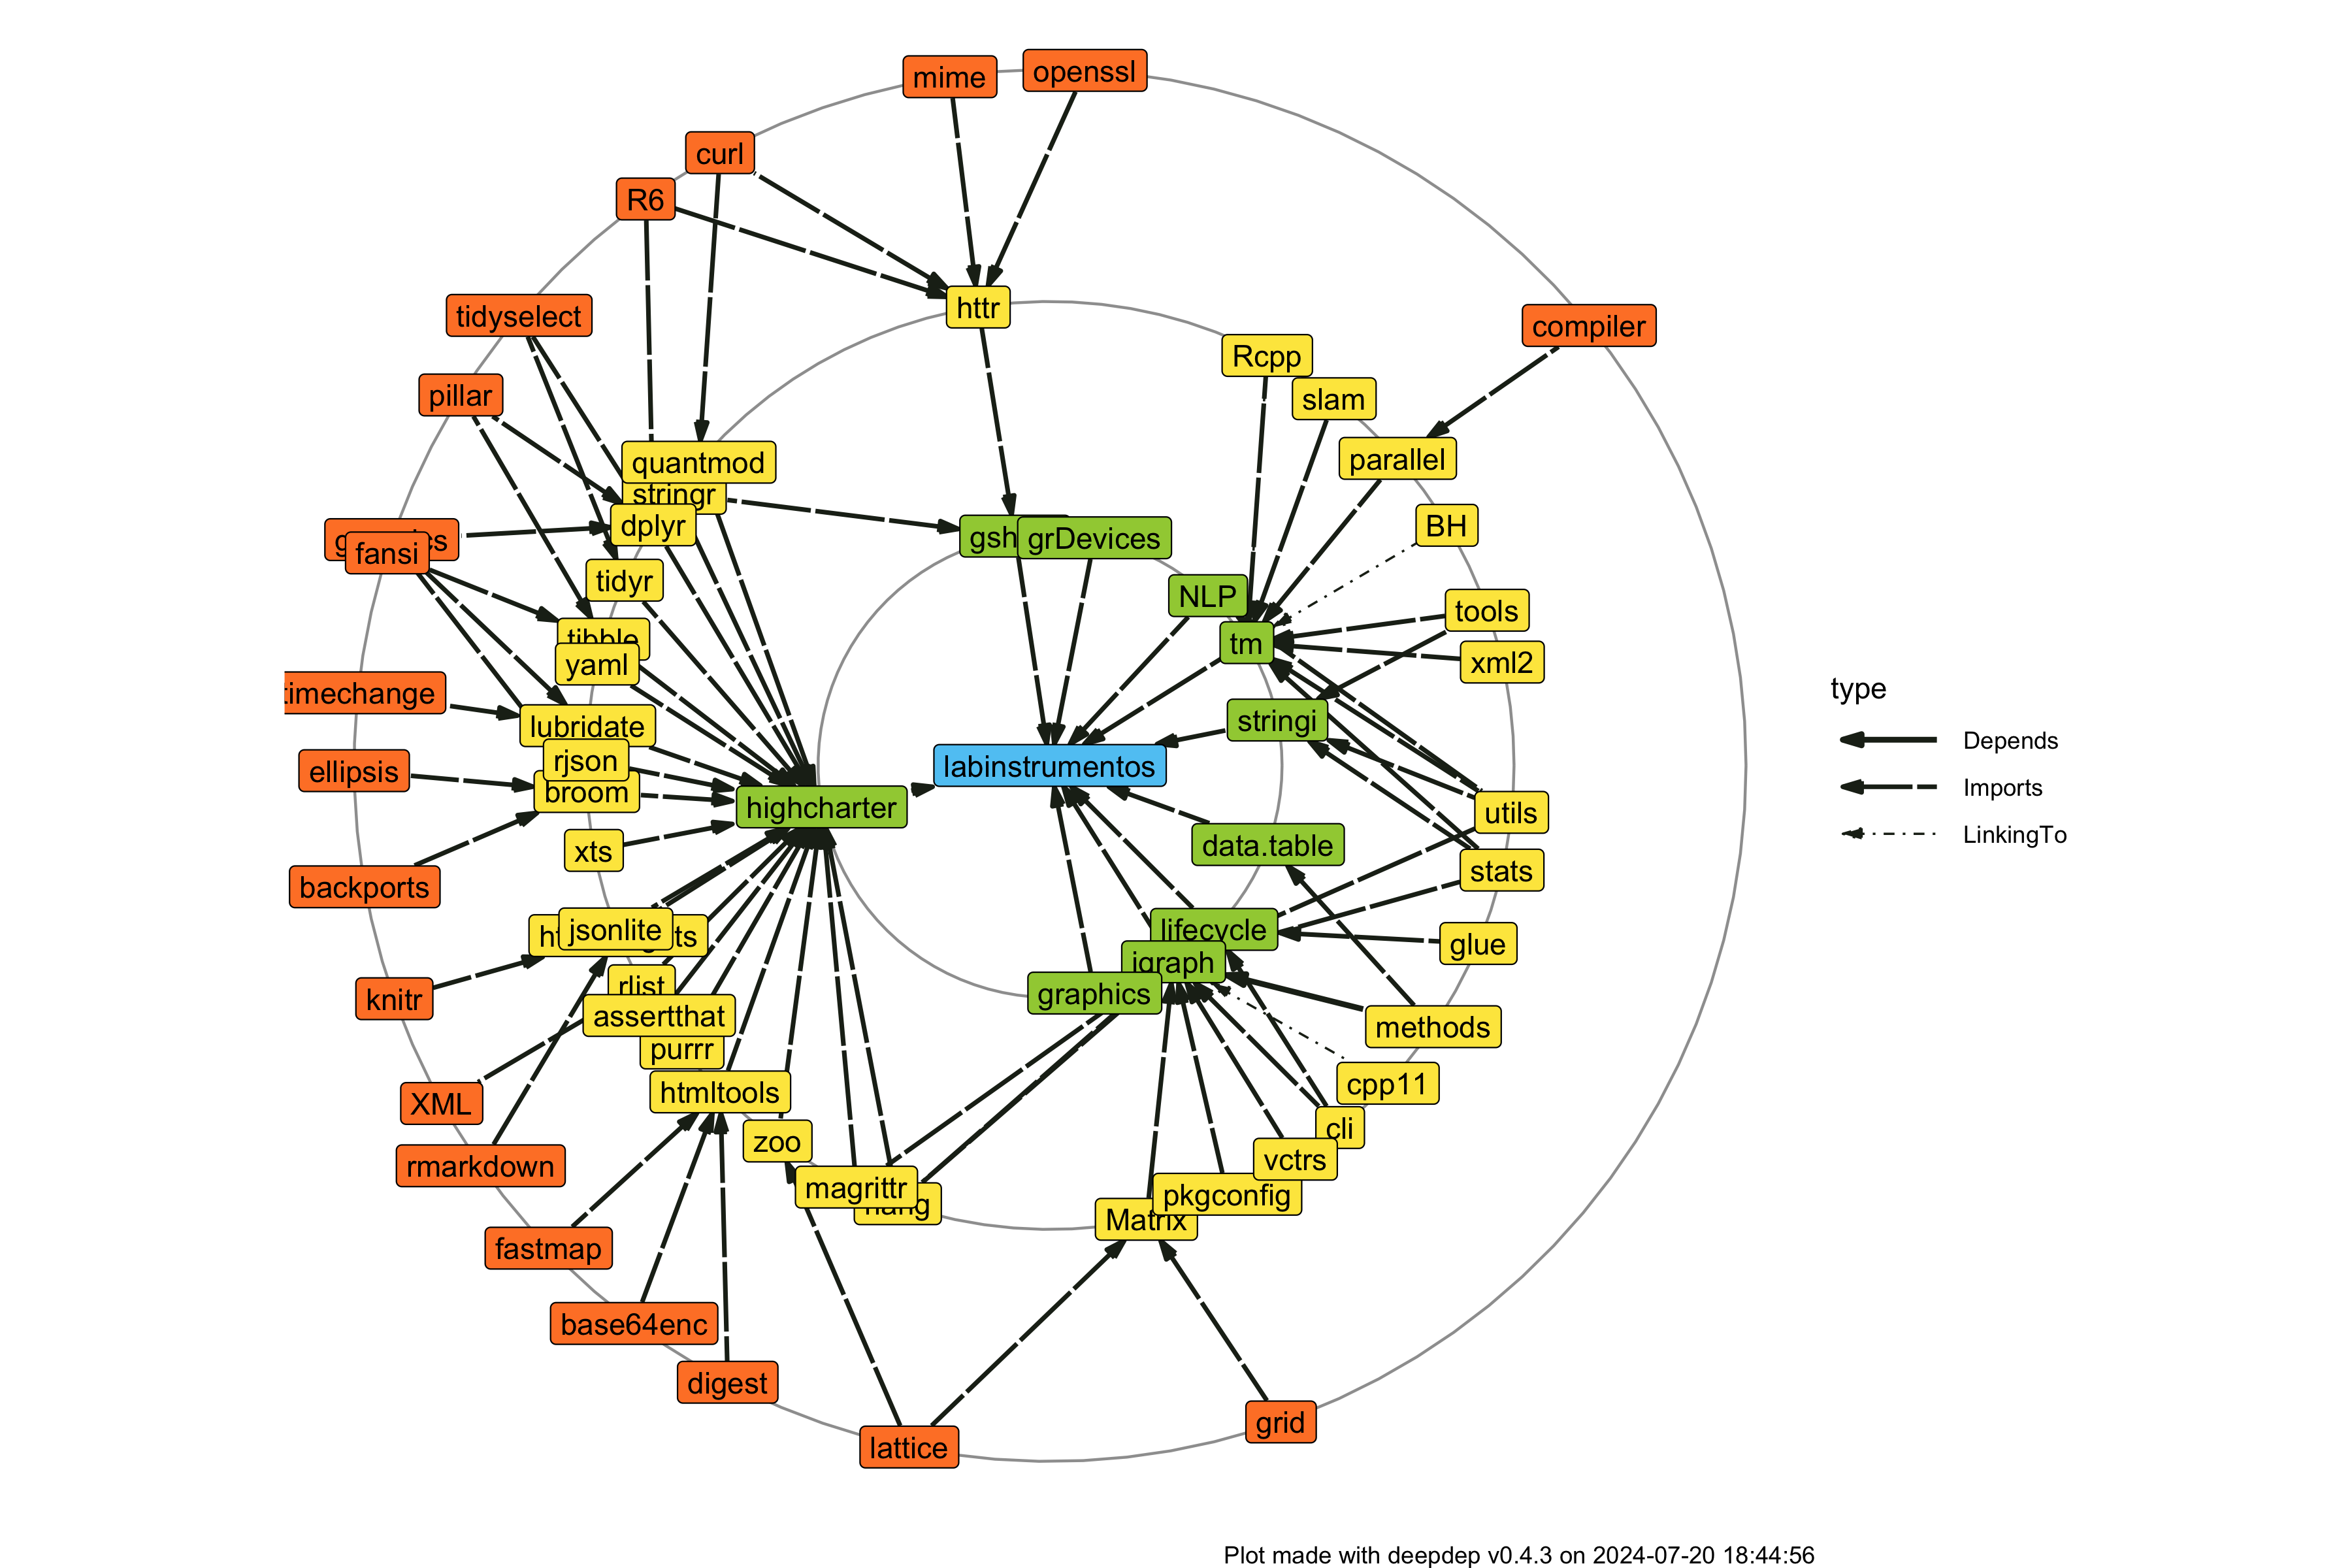 openssl
mime
curl
R6
httr
tidyselect
compiler
Rcpp
pillar
slam
parallel
quantmod
stringr
dplyr
BH
grDevices
gsh
fansi
tidyr
NLP
tools
tibble
tm
yaml
xml2
timechange
stringi
lubridate
rjson
labinstrumentos
ellipsis
broom
highcharter
utils
data.table
xts
stats
backports
jsonlite
lifecycle
glue
igraph
rlist
graphics
knitr
assertthat
methods
purrr
cpp11
htmltools
XML
cli
zoo
vctrs
rmarkdown
magrittr
pkgconfig
Matrix
fastmap
base64enc
digest
grid
lattice
type
Depends
Imports
LinkingTo
Plot made with deepdep v0.4.3 on 2024-07-20 18:44:56